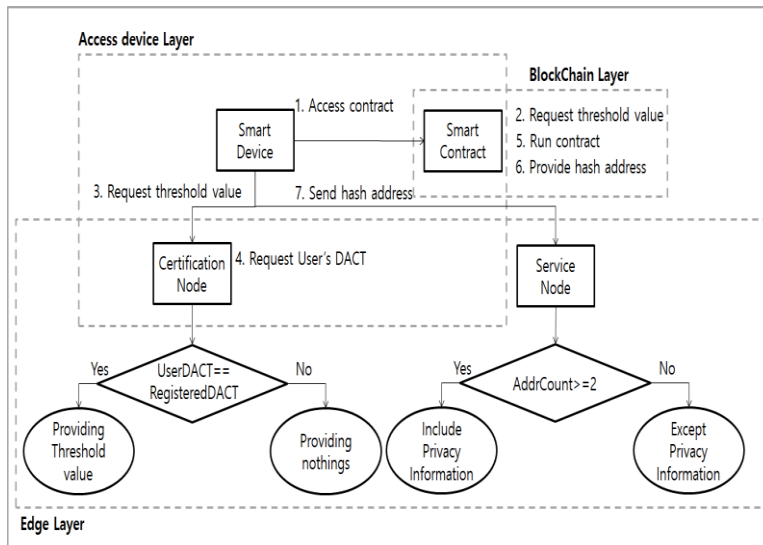 Access device Layer
BlockChain Layer
1. Access contract
2. Request threshold value
Smart
Device
Smart
Contract
5. Run contract
6. Provide hash address
3. Request threshold value
7. Send hash address
Certification
Node
4. Request User's DACT
Service
Node
Yes
UserDACT==
RegisteredDACT
No
Yes
AddrCount>=2
No
Providing
Threshold
value
Providing
nothings
Include
Privacy
Information
Except
Privacy
Information
Edge Layer